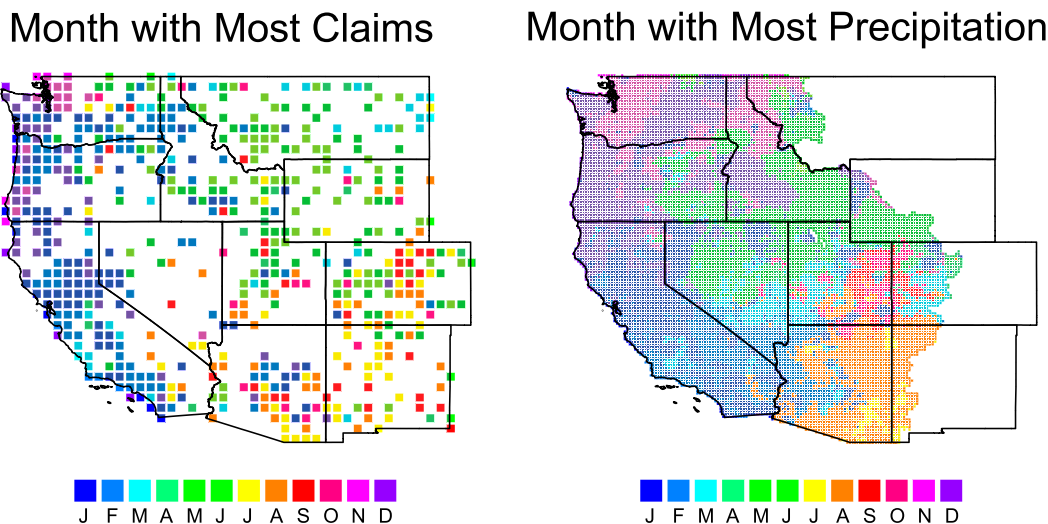 Month with Most Claims
Month with Most Precipitation
J F M A M J J A S O N D
J F M A M J J A S O N D